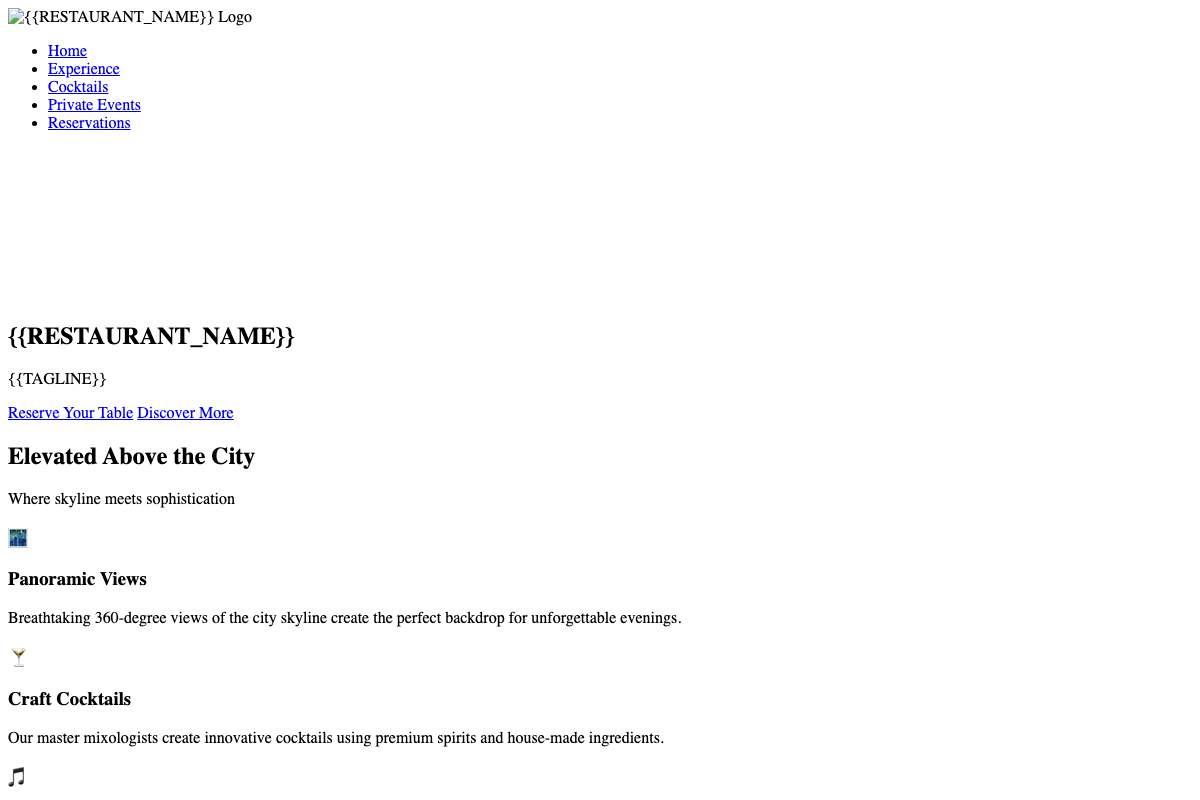 {{RESTAURANT_NAME}} Logo
Home
Experience
Cocktails
Private Events
Reservations
{{RESTAURANT_NAME}}
{{TAGLINE}}
Reserve Your Table Discover More
Elevated Above the City
Where skyline meets sophistication
Panoramic Views
Breathtaking 360-degree views of the city skyline create the perfect backdrop for unforgettable evenings.
Craft Cocktails
Our master mixologists create innovative cocktails using premium spirits and house-made ingredients.